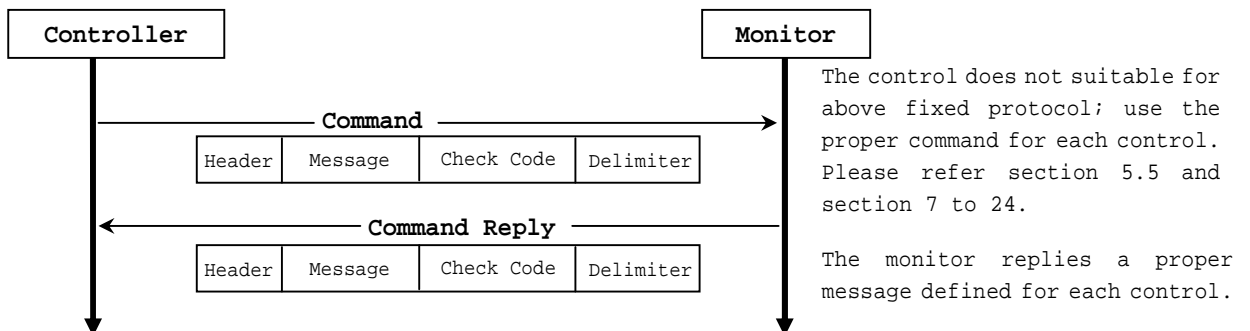 Controller
Monitor
Command
Header Message Check Code Delimiter
Command Reply
Header Message Check Code Delimiter
The control does not suitable for
above fixed protocol; use the
proper command for each control.
Please refer section 5.5 and
section 7 to 24.
The monitor replies a proper
message defined for each control.